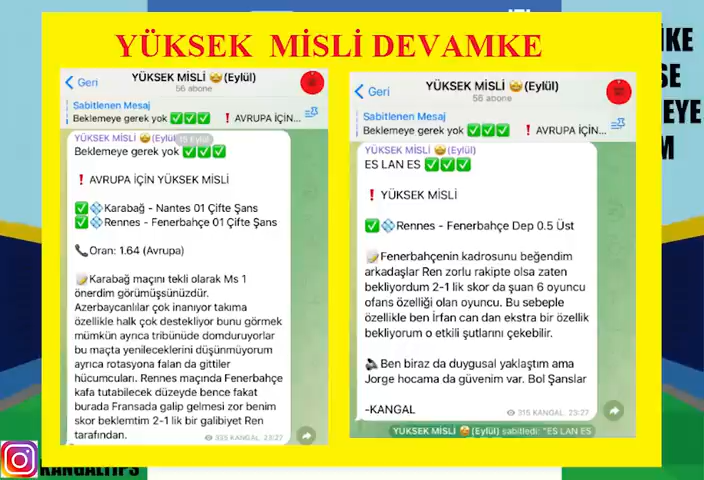 YÜKSEK MİSLİ DEVAMKE
Geri
YÜKSEK MİSLİ 🤩(Eylül)
56 abone
Sabitlenen Mesaj
Beklemeye gerek yok ✅✅✅ ❗ AVRUPA İÇİN...
YÜKSEK MİSLİ 🤩(Eylül
15 Eylül
Beklemeye gerek yok ✅✅✅
❗ AVRUPA İÇİN YÜKSEK MİSLİ
✅💠Karabağ - Nantes 01 Çifte Şans
✅💠Rennes - Fenerbahçe 01 Çifte Şans
📞Oran: 1.64 (Avrupa)
📝Karabağ maçını tekli olarak Ms 1
önerdim görümüşsünüzdür.
Azerbaycanlılar çok inanıyor takıma
özellikle halk çok destekliyor bunu görmek
mümkün ayrıca tribünüde domduruyorlar
bu maçta yenileceklerini düşünmüyorum
ayrıca rotasyona falan da gittiler
hücumcuları. Rennes maçında Fenerbahçe
kafa tutabilecek düzeyde bence fakat
burada Fransada galip gelmesi zor benim
skor beklemtim 2-1 lik bir galibiyet Ren
tarafından.
335 KANGAL, 23:27
Geri
YÜKSEK MİSLİ 🤩(Eylül)
56 abone
Sabitlenen Mesaj
Beklemeye gerek yok ✅✅✅ ❗ AVRUPA İÇİN...
YÜKSEK MİSLİ 🤩(Eylül)
ES LAN ES ✅✅✅
❗ YÜKSEK MİSLİ
✅💠Rennes - Fenerbahçe Dep 0.5 Üst
📝Fenerbahçenin kadrosunu beğendim
arkadaşlar Ren zorlu rakipte olsa zaten
bekliyordum 2-1 lik skor da şuan 6 oyuncu
ofans özelliği olan oyuncu. Bu sebeple
özellikle ben İrfan can dan ekstra bir özellik
bekliyorum o etkili şutlarını çekebilir.
🔊Ben biraz da duygusal yaklaştım ama
Jorge hocama da güvenim var. Bol Şanslar
-KANGAL
315 KANGAL, 23:27
YÜKSEK MİSLİ 🤩(Eylül) sabitledi: "ES LAN ES
KANGALTIPS